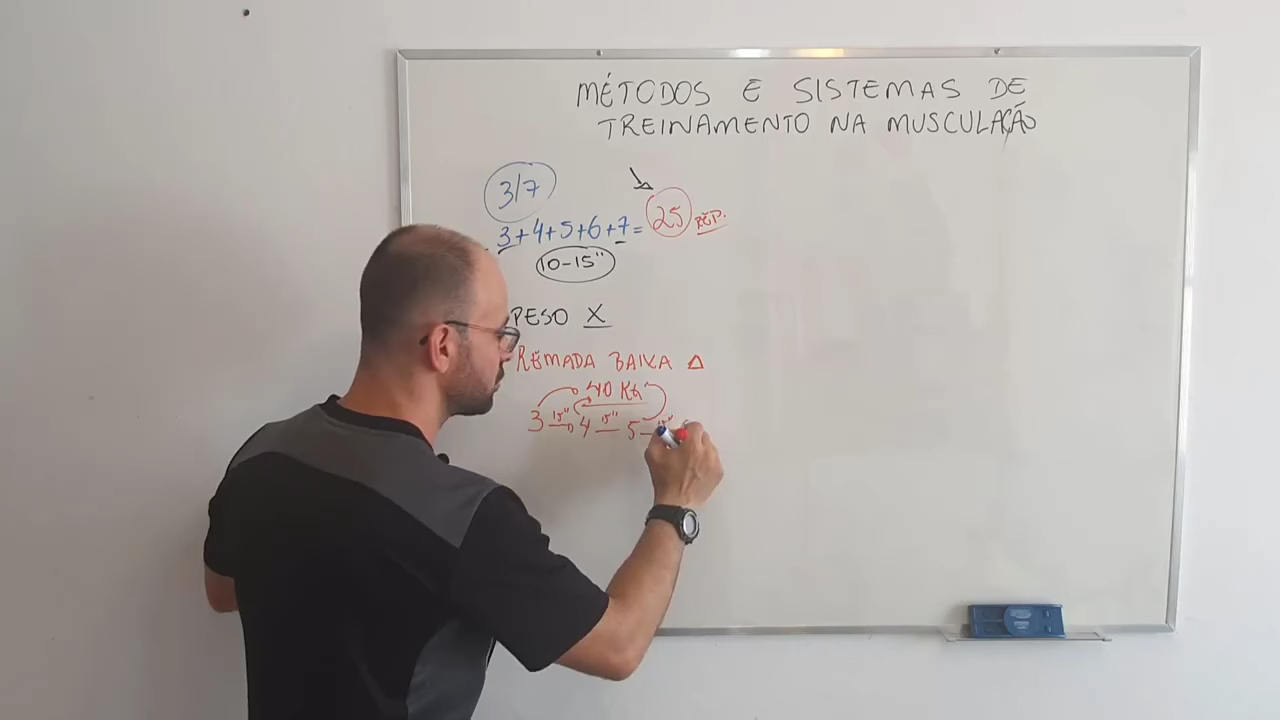 MÉTODOS E SISTEMAS DE
TREINAMENTO NA MUSCULAÇÃO
3/7
3+4+5+6+7=
25 REP.
10-15"
PESO X
REMADA BAIXA Δ
40 KG
3 15" 4 15" 5 15"